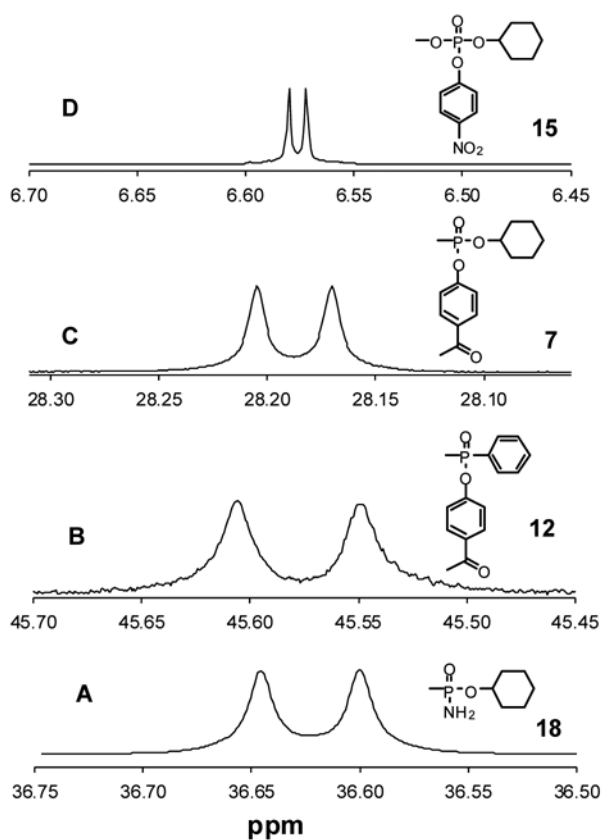 O
O P O
O
D
15
NO2
6.70 6.65 6.60 6.55 6.50 6.45
O
P O
O
C
7
O
28.30 28.25 28.20 28.15 28.10
O
P
O
B
12
O
45.70 45.65 45.60 45.55 45.50 45.45
O
A
P O
NH2
18
36.75 36.70 36.65 36.60 36.55 36.50
ppm